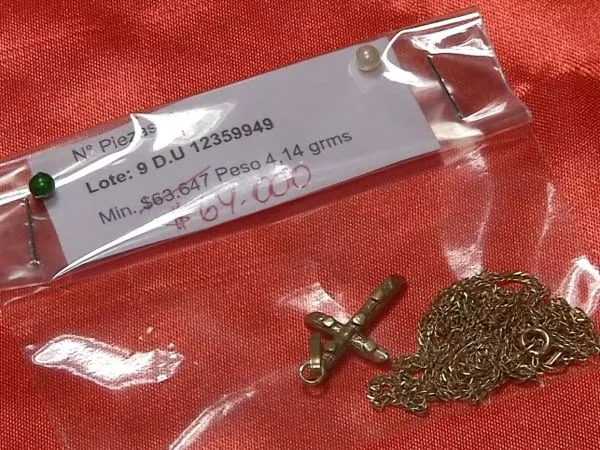 Nº Piezas
Lote: 9 D.U 12359949
Min. $63,647 Peso 4,14 grms
$64.000